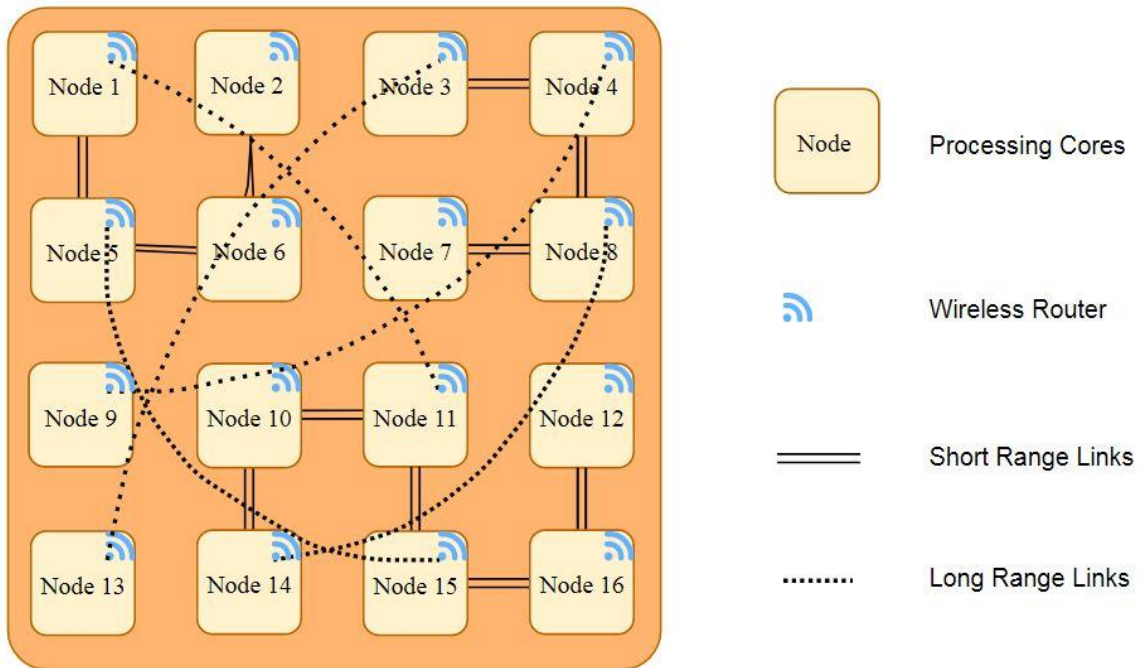 Node 1
Node 2
Node 3
Node 4
Node 5
Node 6
Node 7
Node 8
Node 9
Node 10
Node 11
Node 12
Node 13
Node 14
Node 15
Node 16
Node
Processing Cores
Wireless Router
Short Range Links
Long Range Links